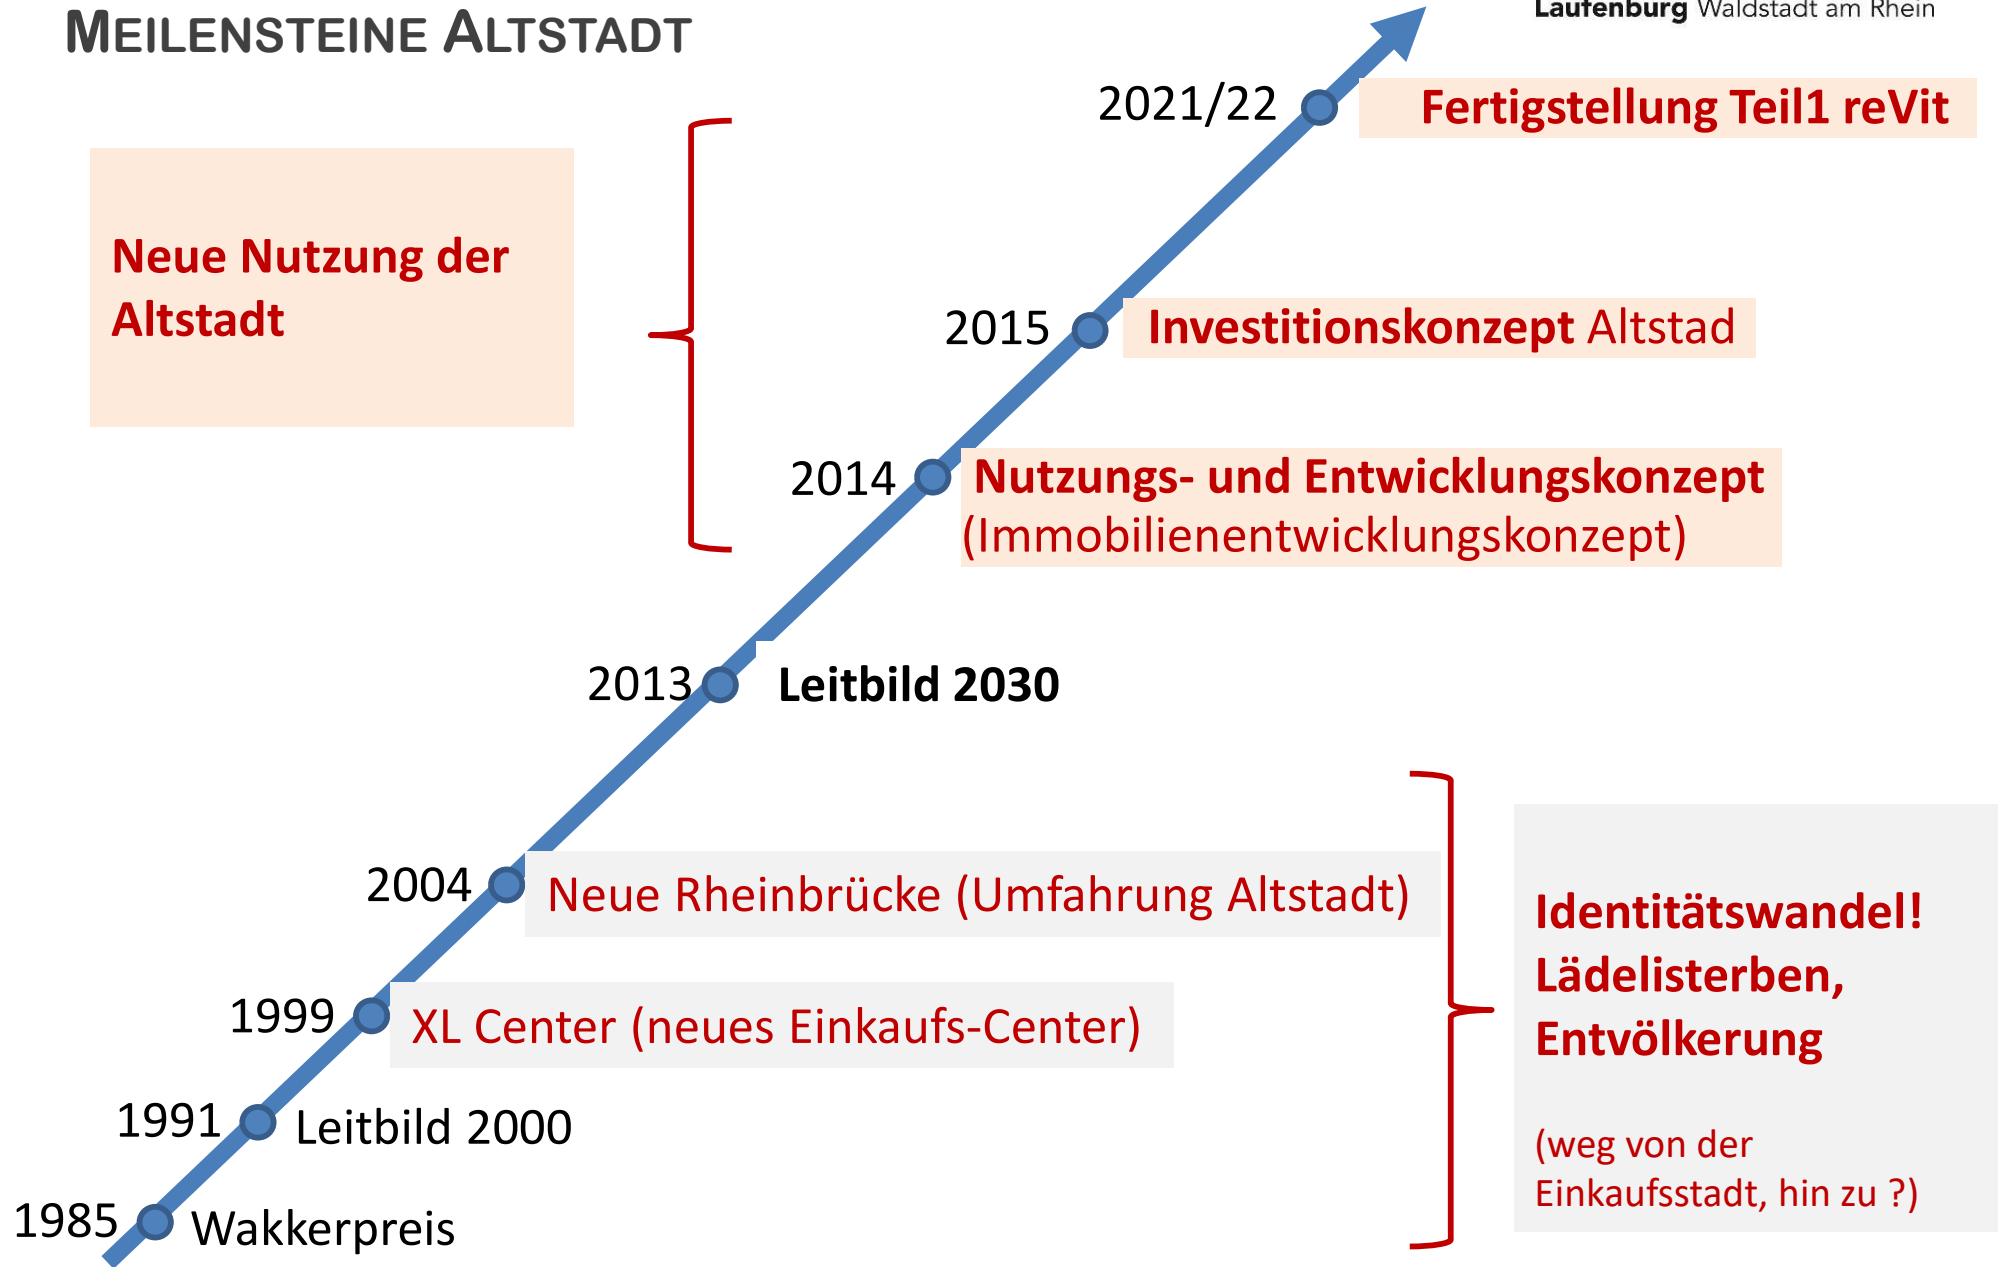 MEILENSTEINE ALTSTADT
Laufenburg Waldstadt am Rhein
2021/22 Fertigstellung Teil1 reVit
Neue Nutzung der
Altstadt
2015 Investitionskonzept Altstad
2014 Nutzungs- und Entwicklungskonzept
(Immobilienentwicklungskonzept)
2013 Leitbild 2030
2004 Neue Rheinbrücke (Umfahrung Altstadt)
1999 XL Center (neues Einkaufs-Center)
1991 Leitbild 2000
1985 Wakkerpreis
Identitätswandel!
Lädelisterben,
Entvölkerung
(weg von der
Einkaufsstadt, hin zu ?)